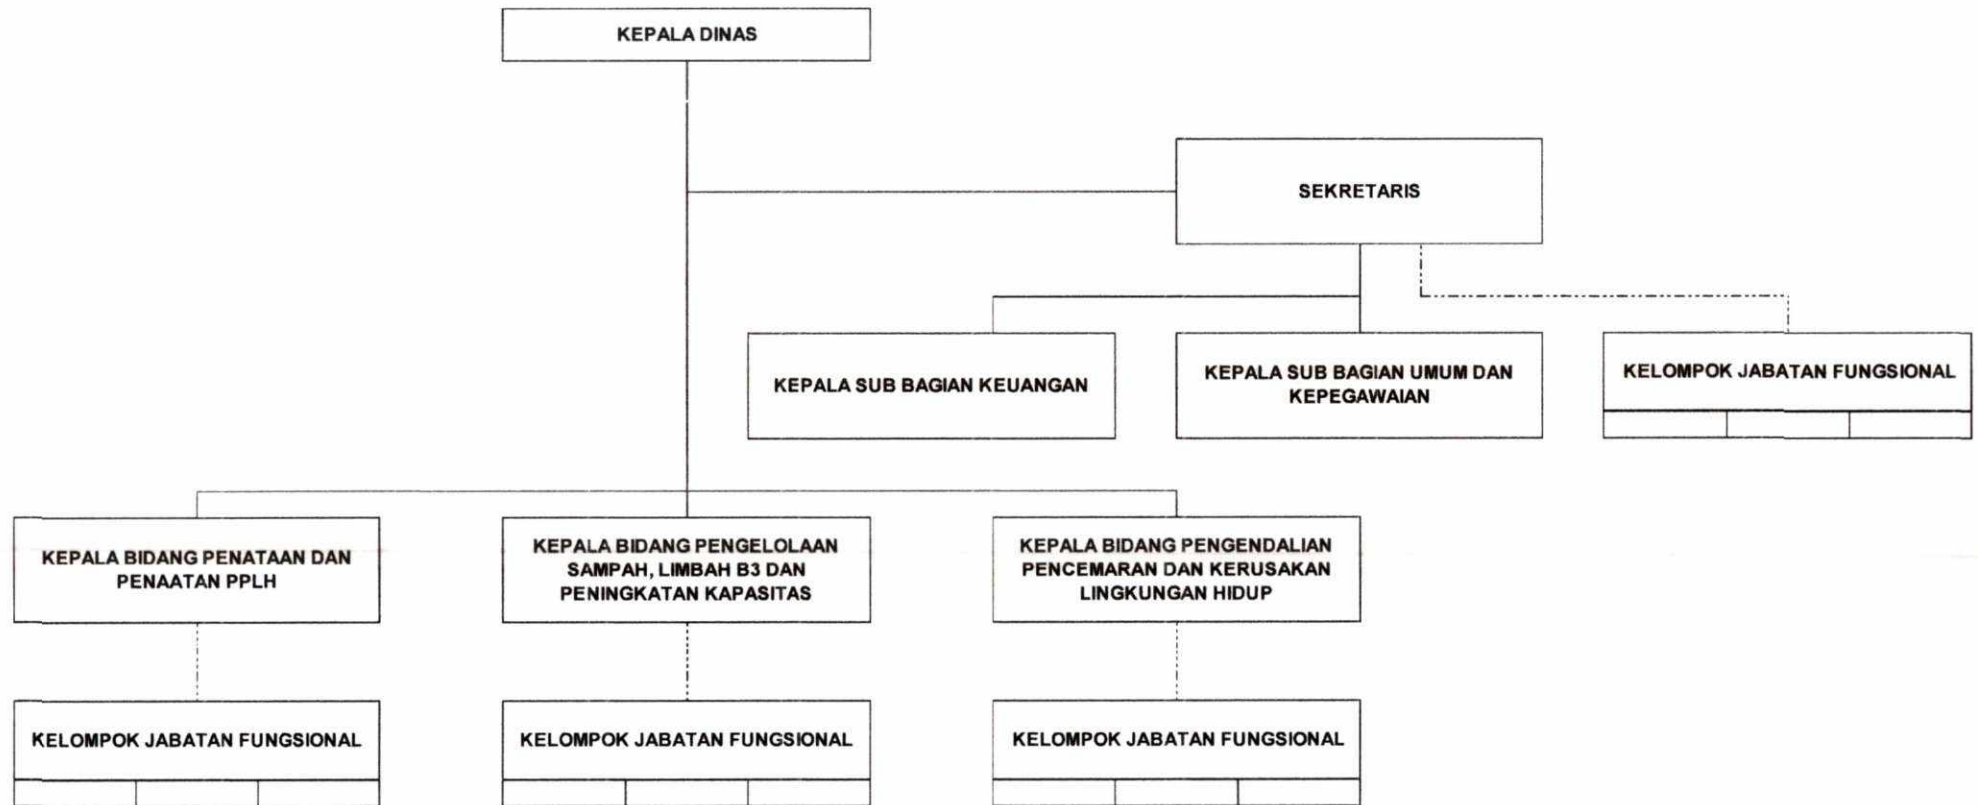 KEPALA DINAS
SEKRETARIS
KEPALA SUB BAGIAN KEUANGAN
KEPALA SUB BAGIAN UMUM DAN
KEPEGAWAIAN
KELOMPOK JABATAN FUNGSIONAL
KEPALA BIDANG PENATAAN DAN
PENAATAN PPLH
KEPALA BIDANG PENGELOLAAN
SAMPAH, LIMBAH B3 DAN
PENINGKATAN KAPASITAS
KEPALA BIDANG PENGENDALIAN
PENCEMARAN DAN KERUSAKAN
LINGKUNGAN HIDUP
KELOMPOK JABATAN FUNGSIONAL
KELOMPOK JABATAN FUNGSIONAL
KELOMPOK JABATAN FUNGSIONAL